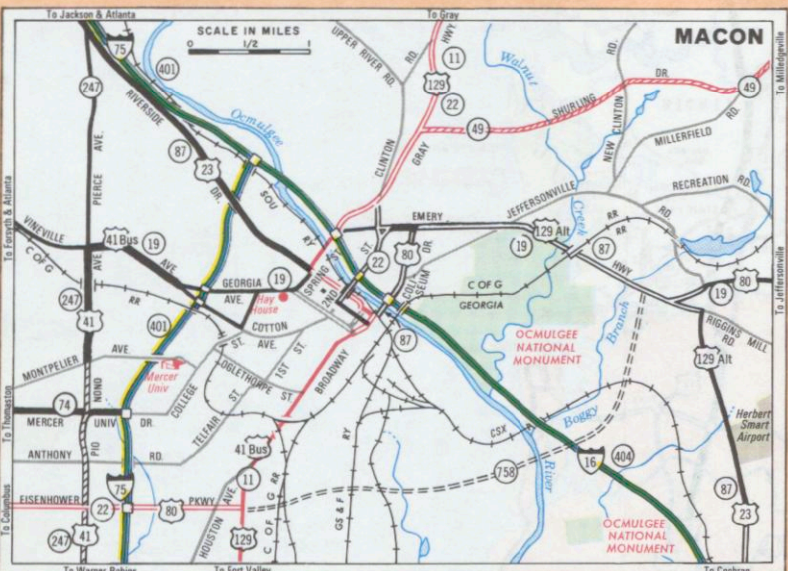 To Jackson & Atlanta
To Gray
MACON
SCALE IN MILES
0 1/2 1
75
401
247
UPPER RIVER RD.
RD.
HWY.
11
129
22
Walnut
RD.
DR.
49
To Milledgeville
PIERCE AVE.
RIVERSIDE
Ocmulgee
CLINTON
GRAY
49
SHURLING
NEW CLINTON
MILLERFIELD RD.
87
23
DR.
SOU
RY
JEFFERSONVILLE
RD.
RECREATION RD.
To Forsyth & Atlanta
VINEVILLE
41 Bus
19
AVE.
EMERY
Creek
129 Alt
19
87
RR
RR
HWY
C OF G
RR
AVE
247
41
GEORGIA AVE.
19
Hay House
SPRING ST.
2ND
ST.
22
80
COLISEUM DR.
C OF G
GEORGIA
19
80
To Jeffersonville
401
COTTON AVE.
ST.
87
OCMULGEE NATIONAL MONUMENT
Branch
RIGGINS MILL RD.
129 Alt
MONTPELIER AVE.
Mercer Univ
COLLEGE
OGLETHORPE ST.
1ST ST.
BROADWAY
To Thomaston
74
MERCER UNIV DR.
PIO NONO
TELFAIR ST.
RY
CSX
Boggy
Herbert Smart Airport
ANTHONY RD.
41 Bus
11
758
River
16
404
87
23
75
EISENHOWER PKWY
22
80
HOUSTON AVE.
C OF G RR
GS & F
To Columbus
247
41
129
OCMULGEE NATIONAL MONUMENT
To Warner Robins
To Fort Valley
To Cochran